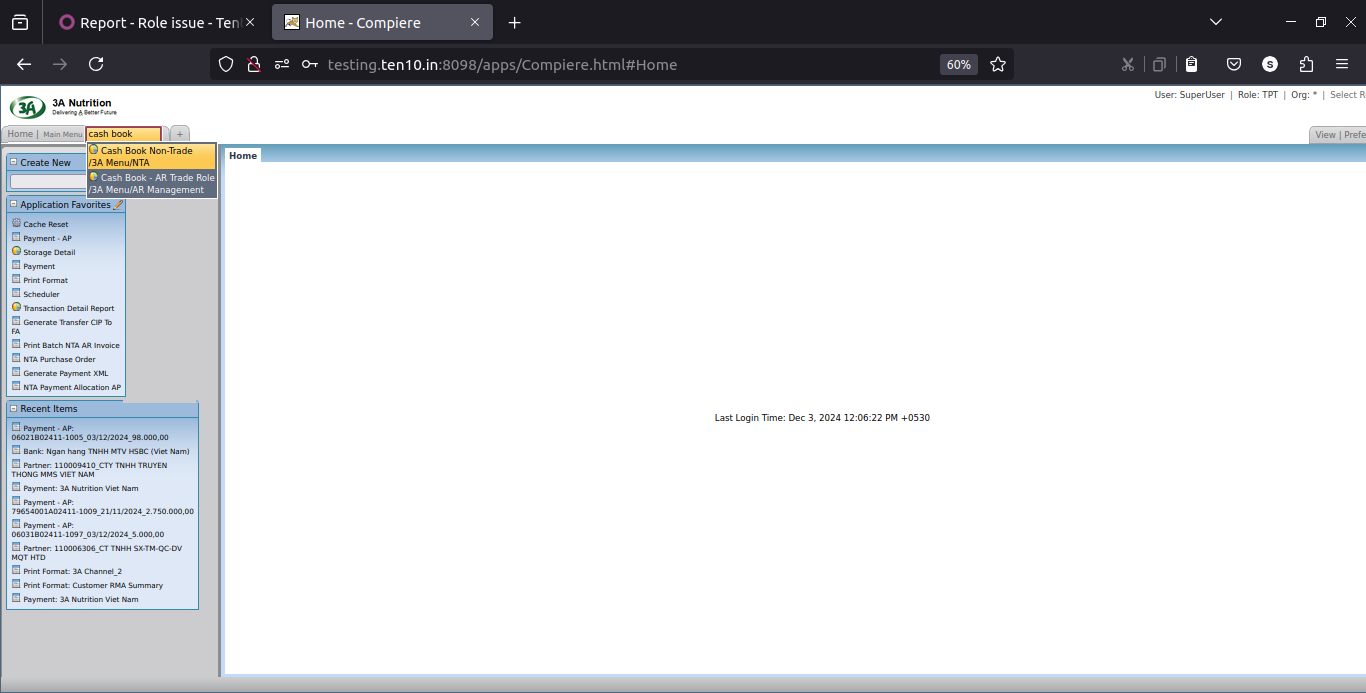 Report - Role issue - Ten
Home - Compiere
testing.ten10.in:8098/apps/Compiere.html#Home
60%
S
3A
3A Nutrition
Delivering A Better Future
User: SuperUser | Role: TPT | Org: * | Select R
Home | Main Menu
cash book
+
View | Prefe
Cash Book Non-Trade
/3A Menu/NTA
Cash Book - AR Trade Role
/3A Menu/AR Management
Create New
Home
Application Favorites
Cache Reset
Payment - AP
Storage Detail
Payment
Print Format
Scheduler
Transaction Detail Report
Generate Transfer CIP To
FA
Print Batch NTA AR Invoice
NTA Purchase Order
Generate Payment XML
NTA Payment Allocation AP
Recent Items
Payment - AP:
06021B02411-1005_03/12/2024_98.000,00
Bank: Ngan hang TNHH MTV HSBC (Viet Nam)
Partner: 110009410_CTY TNHH TRUYEN
THONG MMS VIET NAM
Payment: 3A Nutrition Viet Nam
Payment - AP:
79654001A02411-1009_21/11/2024_2.750.000,00
Payment - AP:
06031B02411-1097_03/12/2024_5.000,00
Partner: 110006306_CT TNHH SX-TM-QC-DV
MQT HTD
Print Format: 3A Channel_2
Print Format: Customer RMA Summary
Payment: 3A Nutrition Viet Nam
Last Login Time: Dec 3, 2024 12:06:22 PM +0530